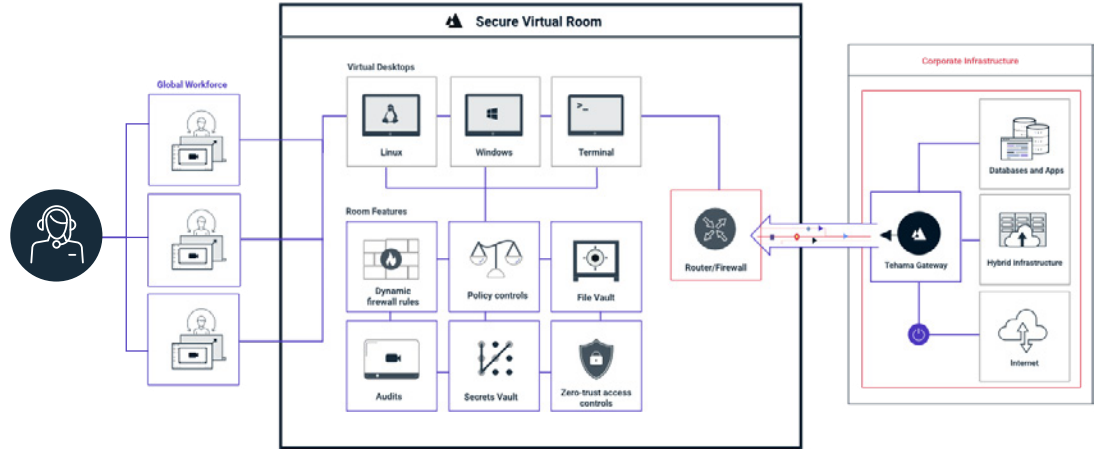 Secure Virtual Room
Global Workforce
Virtual Desktops
Linux
Windows
>_
Terminal
Room Features
Dynamic
firewall rules
Policy controls
File Vault
Audits
Secrets Vault
Zero-trust access
controls
Router/Firewall
Corporate Infrastructure
Databases and Apps
Tehama Gateway
Hybrid Infrastructure
Internet